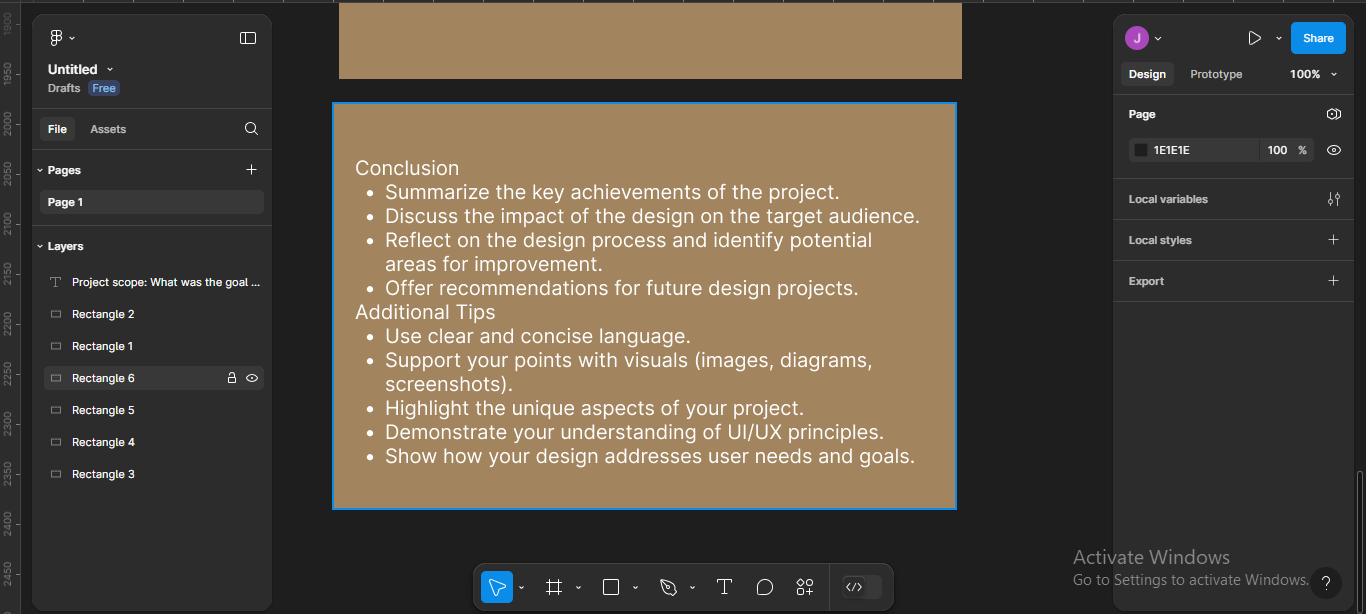 1900
1950
2000
2050
2100
2150
2200
2250
2300
2350
2400
2450
Untitled
Drafts Free
File Assets
Pages
Page 1
Layers
Project scope: What was the goal ...
Rectangle 2
Rectangle 1
Rectangle 6
Rectangle 5
Rectangle 4
Rectangle 3
Conclusion
• Summarize the key achievements of the project.
• Discuss the impact of the design on the target audience.
• Reflect on the design process and identify potential
areas for improvement.
• Offer recommendations for future design projects.
Additional Tips
• Use clear and concise language.
• Support your points with visuals (images, diagrams,
screenshots).
• Highlight the unique aspects of your project.
• Demonstrate your understanding of UI/UX principles.
• Show how your design addresses user needs and goals.
J Share
Design Prototype 100%
Page
1E1E1E 100 %
Local variables
Local styles
Export
Activate Windows
Go to Settings to activate Windows.
?